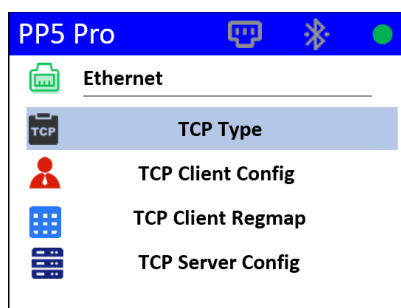 PP5 Pro
Ethernet
TCP
TCP Type
TCP Client Config
TCP Client Regmap
TCP Server Config